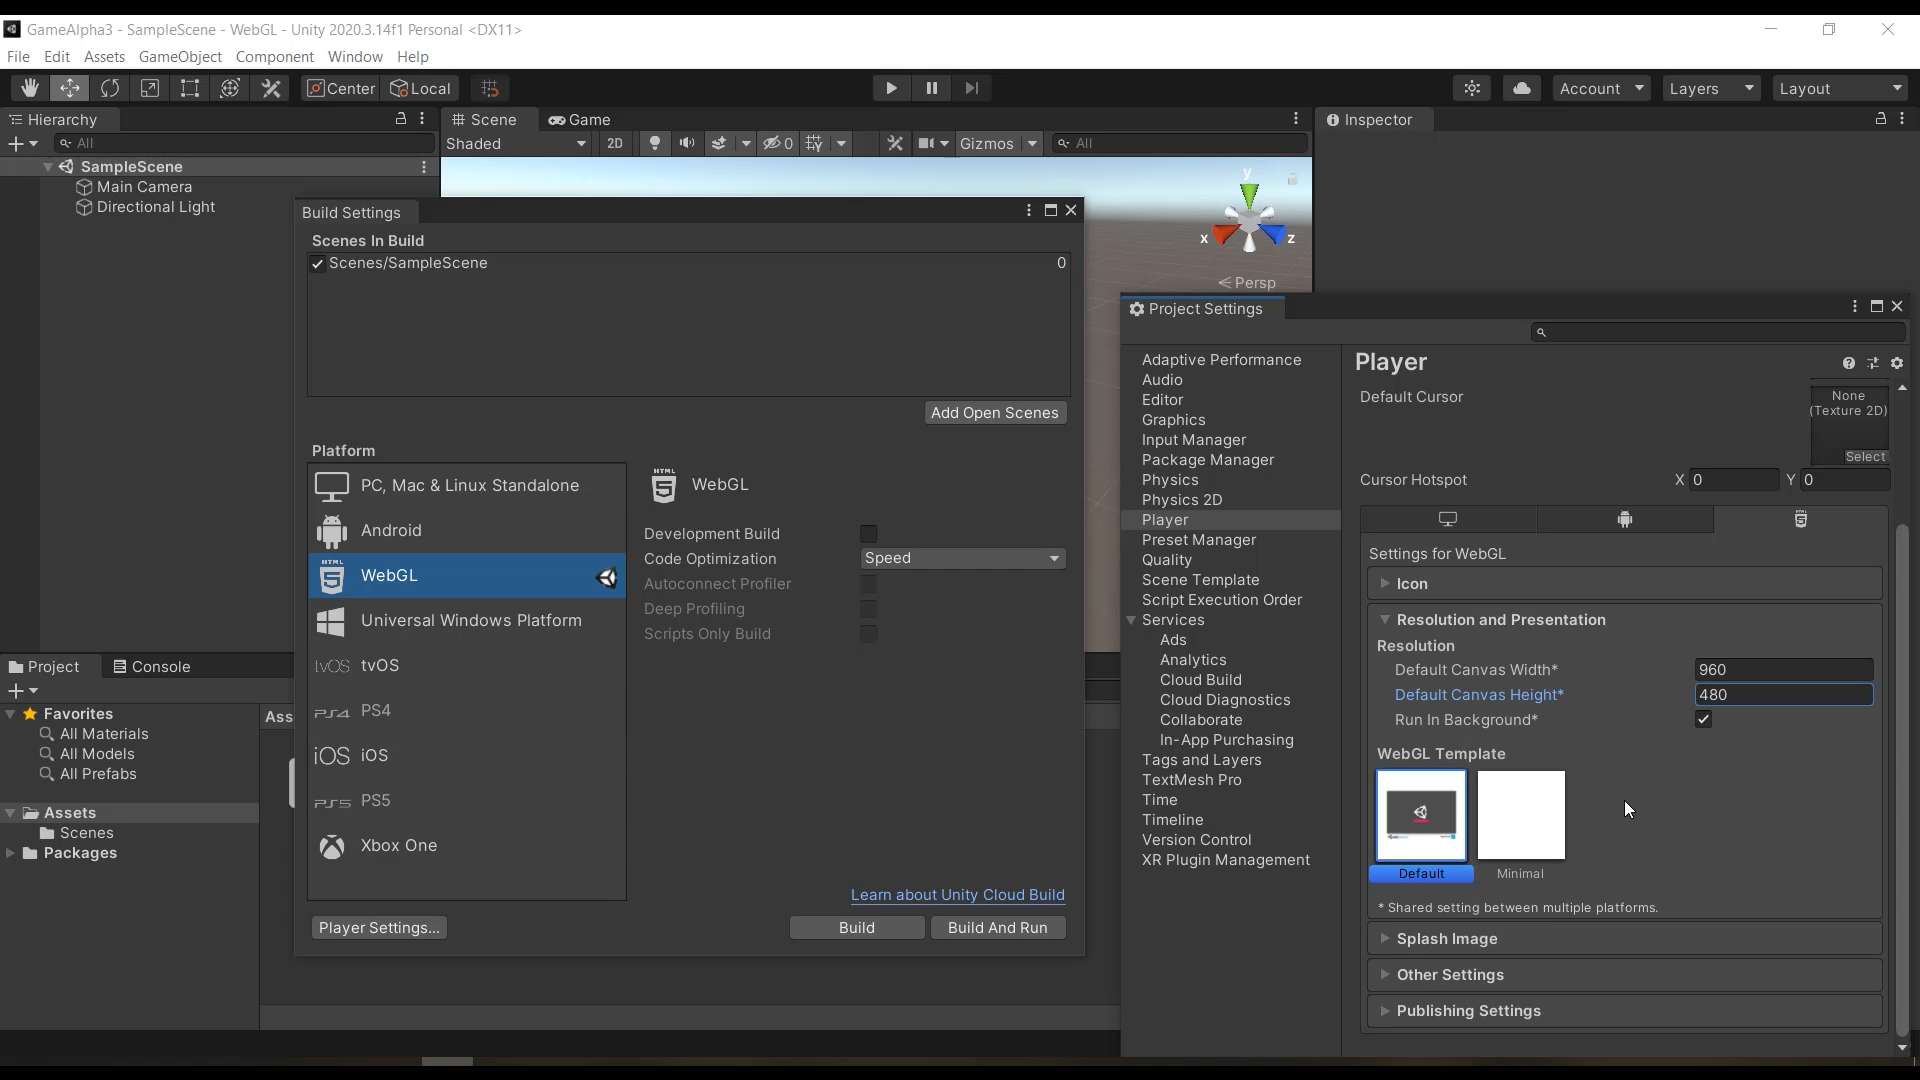 GameAlpha3 - SampleScene - WebGL - Unity 2020.3.14f1 Personal <DX11>
File Edit Assets GameObject Component Window Help
Center Local Account Layers Layout
Hierarchy
All
SampleScene
Main Camera
Directional Light
Scene Game
Shaded 2D 0 Gizmos All
y
x z
Persp
Inspector
Build Settings
Scenes In Build
Scenes/SampleScene 0
Add Open Scenes
Platform
PC, Mac & Linux Standalone
Android
HTML WebGL
Universal Windows Platform
tvOS tvOS
PS4 PS4
iOS iOS
PS5 PS5
Xbox One
HTML WebGL
Development Build
Code Optimization Speed
Autoconnect Profiler
Deep Profiling
Scripts Only Build
Learn about Unity Cloud Build
Player Settings... Build Build And Run
Project Console
Favorites
All Materials
All Models
All Prefabs
Assets
Scenes
Packages
Ass
Project Settings
Adaptive Performance
Audio
Editor
Graphics
Input Manager
Package Manager
Physics
Physics 2D
Player
Preset Manager
Quality
Scene Template
Script Execution Order
Services
Ads
Analytics
Cloud Build
Cloud Diagnostics
Collaborate
In-App Purchasing
Tags and Layers
TextMesh Pro
Time
Timeline
Version Control
XR Plugin Management
Player
Default Cursor
None
(Texture 2D)
Select
Cursor Hotspot X 0 Y 0
Settings for WebGL
Icon
Resolution and Presentation
Resolution
Default Canvas Width* 960
Default Canvas Height* 480
Run In Background*
WebGL Template
Default Minimal
* Shared setting between multiple platforms.
Splash Image
Other Settings
Publishing Settings